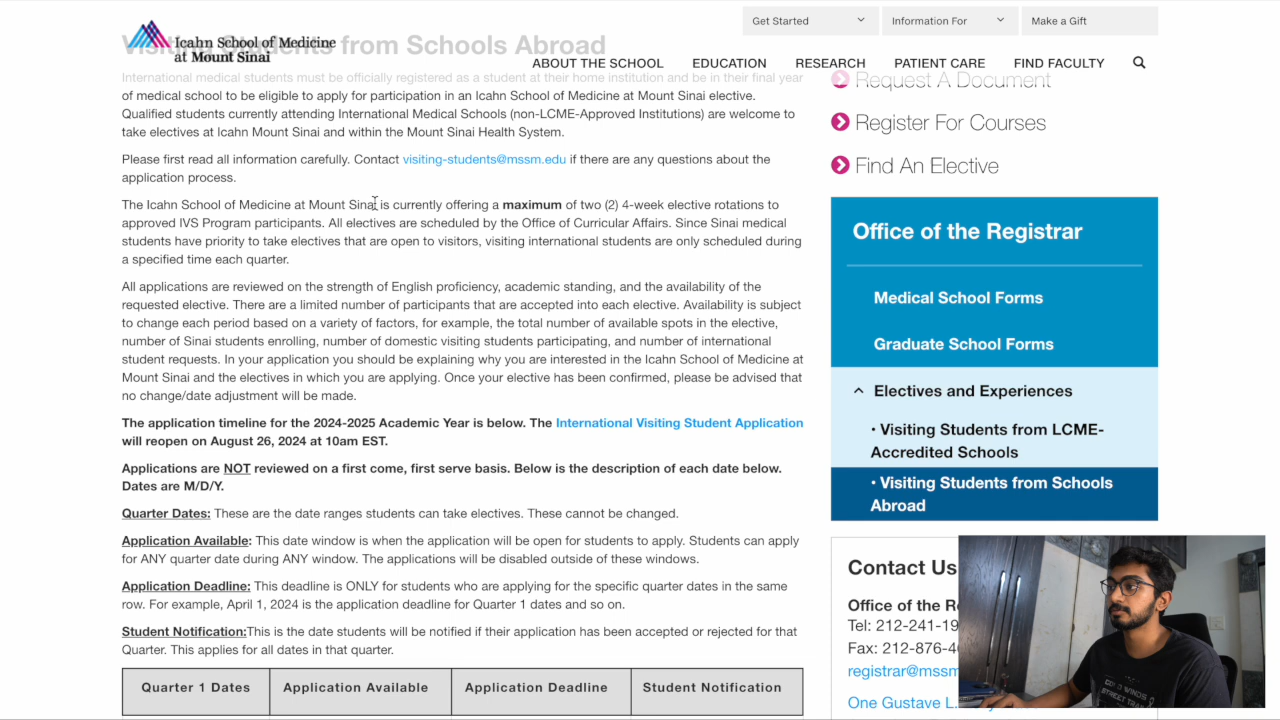 Get Started
Information For
Make a Gift
Icahn School of Medicine
at Mount Sinai
Visiting Students from Schools Abroad
ABOUT THE SCHOOL
EDUCATION
RESEARCH
PATIENT CARE
FIND FACULTY
International medical students must be officially registered as a student at their home institution and be in their final year
of medical school to be eligible to apply for participation in an Icahn School of Medicine at Mount Sinai elective.
Qualified students currently attending International Medical Schools (non-LCME-Approved Institutions) are welcome to
take electives at Icahn Mount Sinai and within the Mount Sinai Health System.
Please first read all information carefully. Contact visiting-students@mssm.edu if there are any questions about the
application process.
The Icahn School of Medicine at Mount Sinai is currently offering a maximum of two (2) 4-week elective rotations to
approved IVS Program participants. All electives are scheduled by the Office of Curricular Affairs. Since Sinai medical
students have priority to take electives that are open to visitors, visiting international students are only scheduled during
a specified time each quarter.
All applications are reviewed on the strength of English proficiency, academic standing, and the availability of the
requested elective. There are a limited number of participants that are accepted into each elective. Availability is subject
to change each period based on a variety of factors, for example, the total number of available spots in the elective,
number of Sinai students enrolling, number of domestic visiting students participating, and number of international
student requests. In your application you should be explaining why you are interested in the Icahn School of Medicine at
Mount Sinai and the electives in which you are applying. Once your elective has been confirmed, please be advised that
no change/date adjustment will be made.
The application timeline for the 2024-2025 Academic Year is below. The International Visiting Student Application
will reopen on August 26, 2024 at 10am EST.
Applications are NOT reviewed on a first come, first serve basis. Below is the description of each date below.
Dates are M/D/Y.
Quarter Dates: These are the date ranges students can take electives. These cannot be changed.
Application Available: This date window is when the application will be open for students to apply. Students can apply
for ANY quarter date during ANY window. The applications will be disabled outside of these windows.
Application Deadline: This deadline is ONLY for students who are applying for the specific quarter dates in the same
row. For example, April 1, 2024 is the application deadline for Quarter 1 dates and so on.
Student Notification:This is the date students will be notified if their application has been accepted or rejected for that
Quarter. This applies for all dates in that quarter.
Quarter 1 Dates
Application Available
Application Deadline
Student Notification
Request A Document
Register For Courses
Find An Elective
Office of the Registrar
Medical School Forms
Graduate School Forms
Electives and Experiences
• Visiting Students from LCME-
Accredited Schools
• Visiting Students from Schools
Abroad
Contact Us
Office of the
Tel: 212-241-19
Fax: 212-876-4
registrar@mssm
One Gustave L.